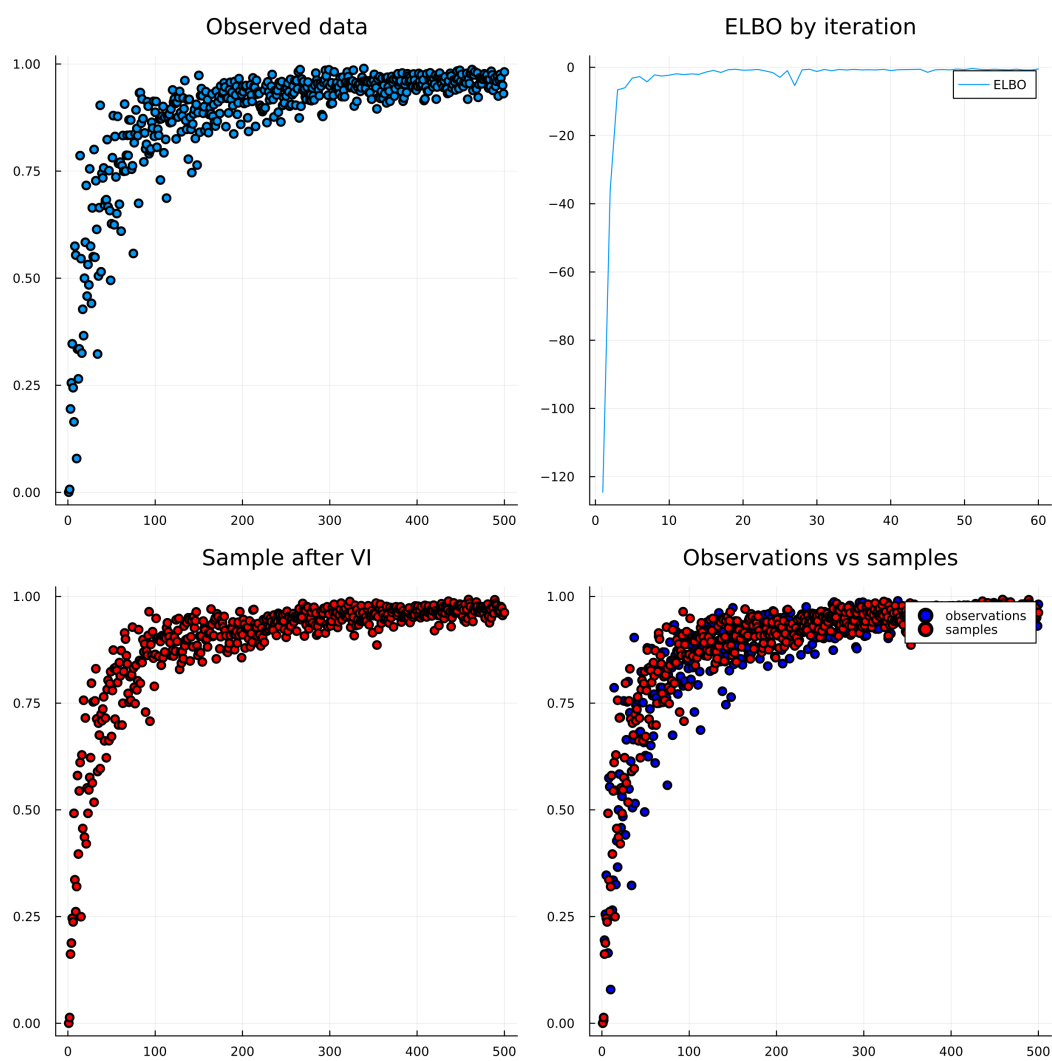 Observed data
1.00
0.75
0.50
0.25
0.00
0 100 200 300 400 500
ELBO by iteration
0
−20
−40
−60
−80
−100
−120
0 10 20 30 40 50 60
ELBO
Sample after VI
1.00
0.75
0.50
0.25
0.00
0 100 200 300 400 500
Observations vs samples
1.00
0.75
0.50
0.25
0.00
0 100 200 300 400 500
observations
samples